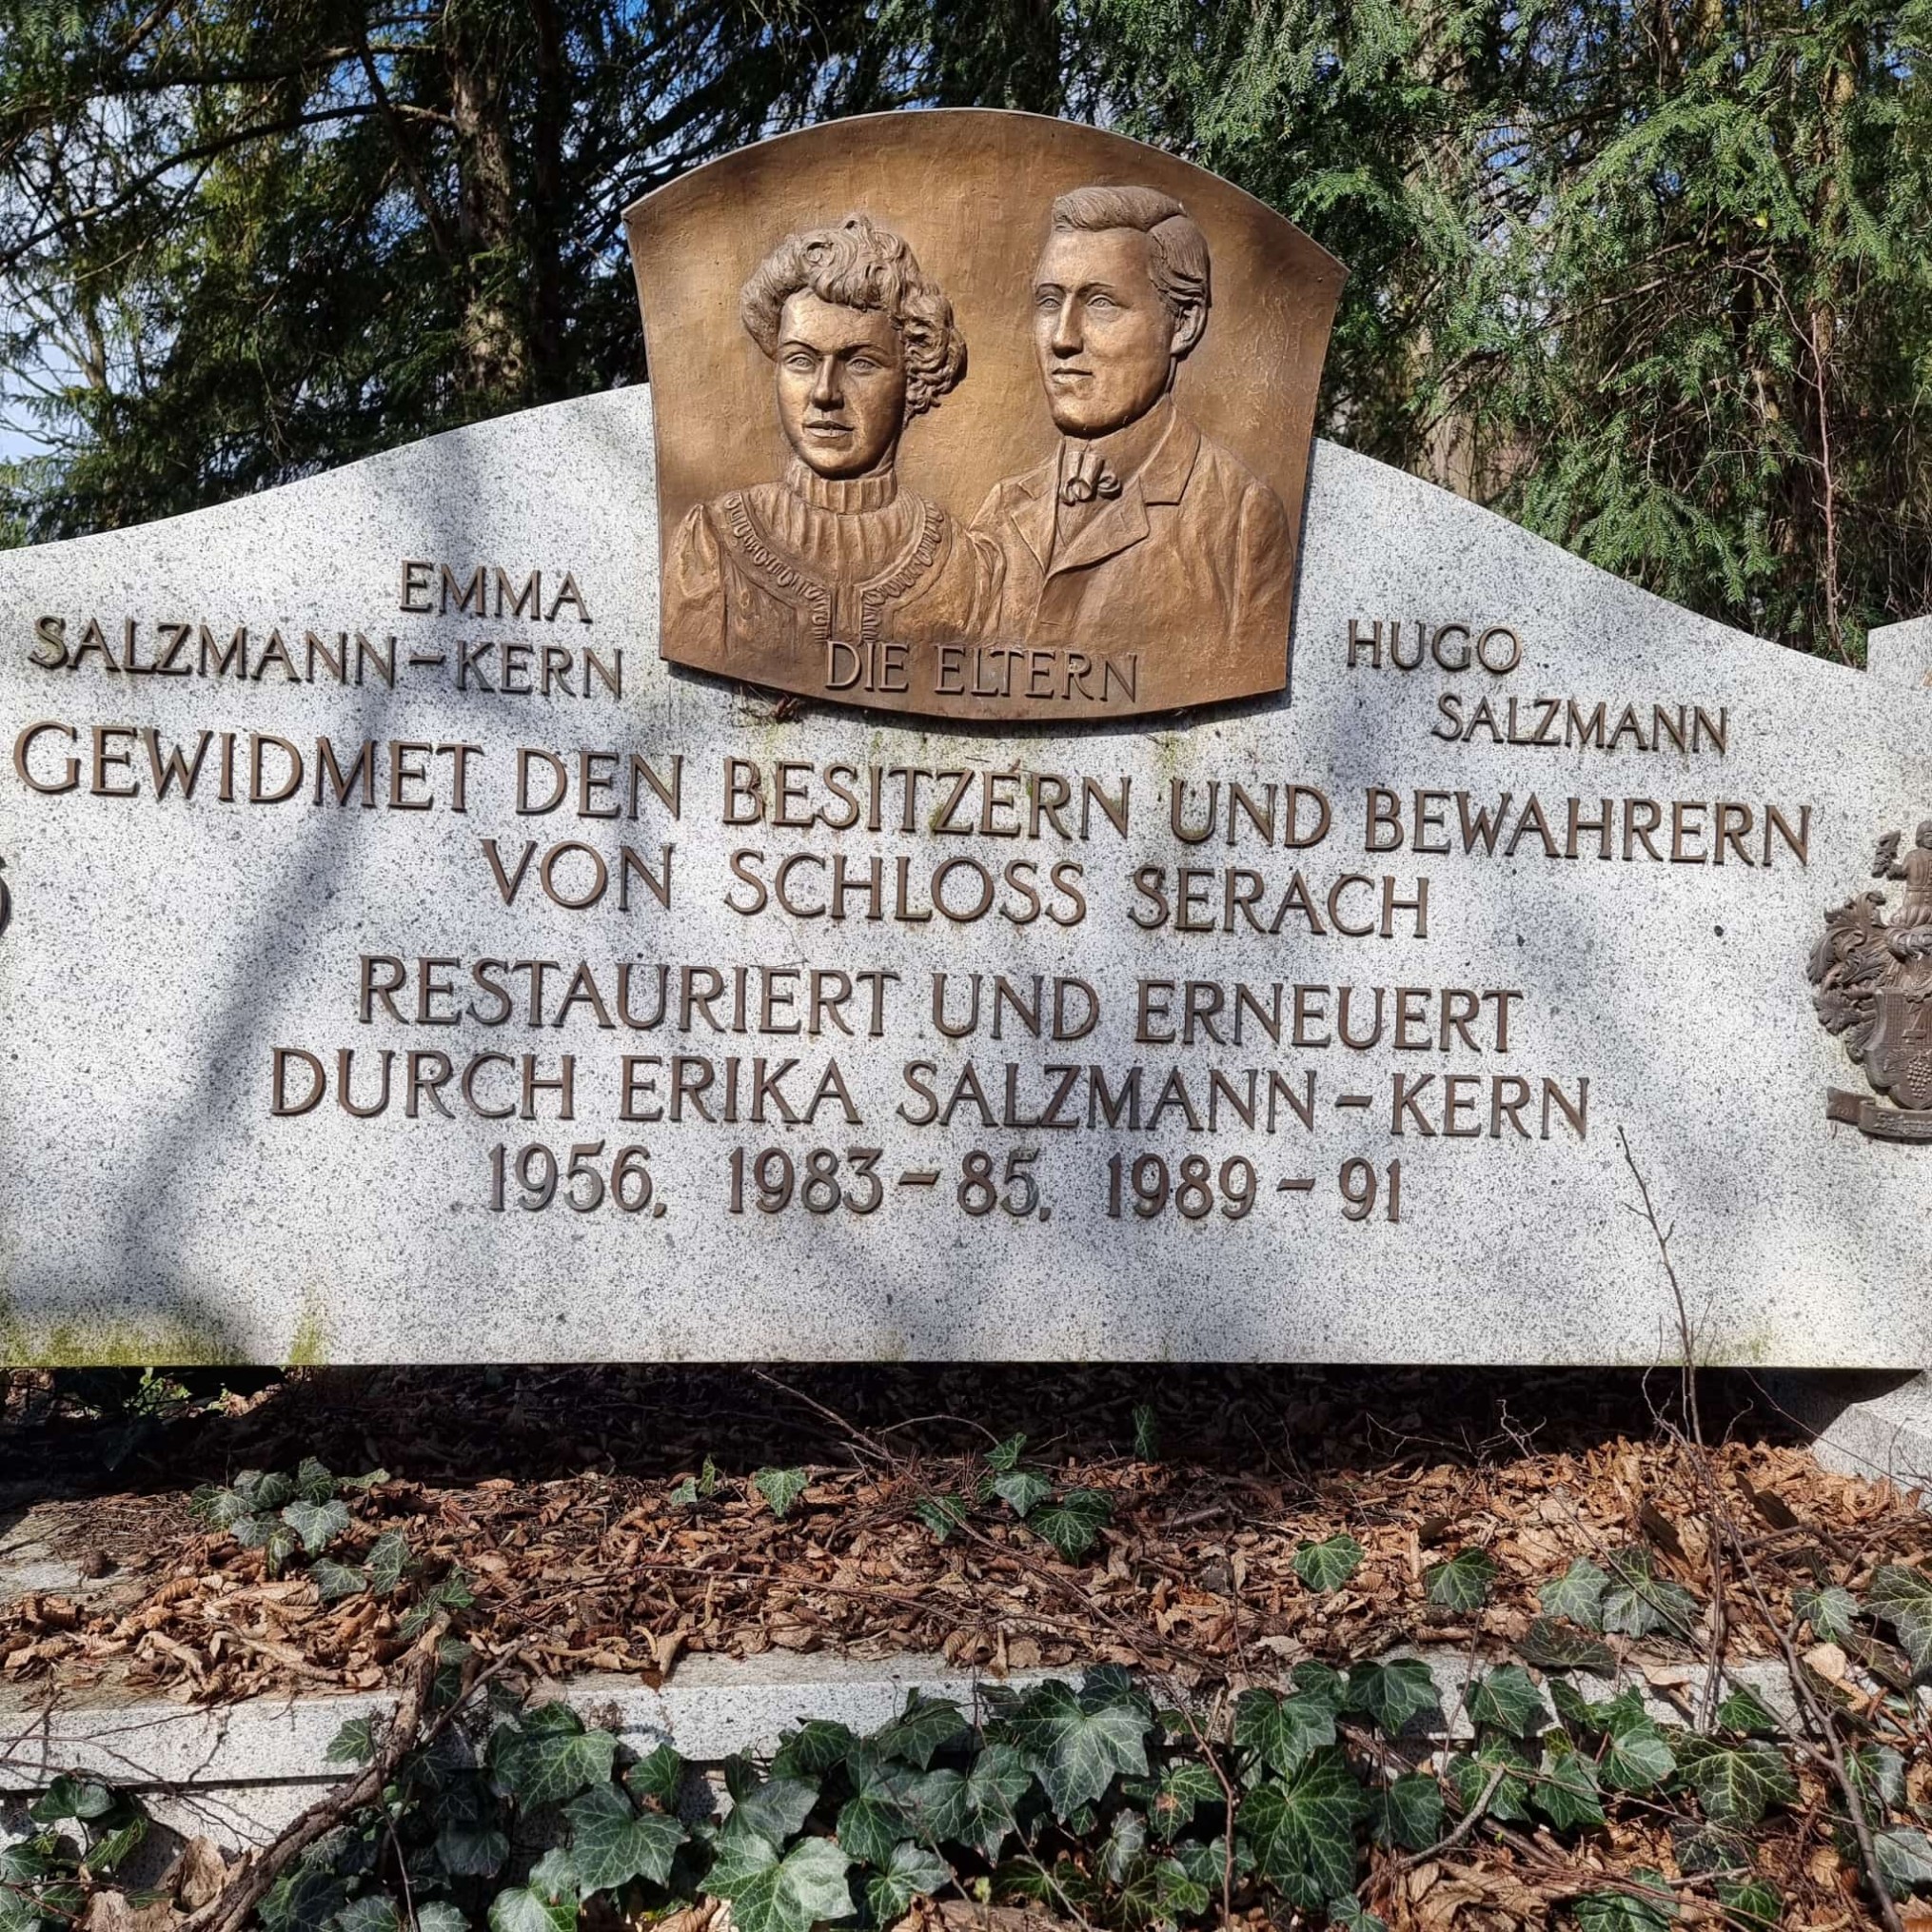 EMMA
SALZMANN-KERN
DIE ELTERN
HUGO
SALZMANN
GEWIDMET DEN BESITZERN UND BEWAHRERN
VON SCHLOSS SERACH
RESTAURIERT UND ERNEUERT
DURCH ERIKA SALZMANN-KERN
1956, 1983-85, 1989-91